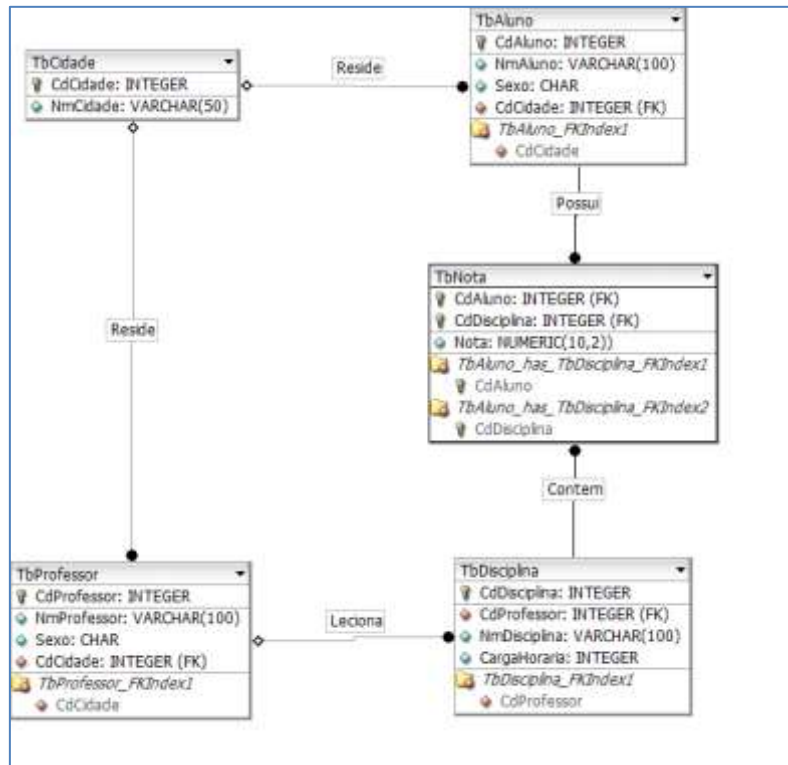 TbAluno
CdAluno: INTEGER
NmAluno: VARCHAR(100)
Sexo: CHAR
CdCidade: INTEGER (FK)
TbAluno_FKIndex1
CdCidade
TbCidade
CdCidade: INTEGER
NmCidade: VARCHAR(50)
Reside
Possui
TbNota
CdAluno: INTEGER (FK)
CdDisciplina: INTEGER (FK)
Nota: NUMERIC(10,2))
TbAluno_has_TbDisciplina_FKIndex1
CdAluno
TbAluno_has_TbDisciplina_FKIndex2
CdDisciplina
Reside
Contem
TbProfessor
CdProfessor: INTEGER
NmProfessor: VARCHAR(100)
Sexo: CHAR
CdCidade: INTEGER (FK)
TbProfessor_FKIndex1
CdCidade
Leciona
TbDisciplina
CdDisciplina: INTEGER
CdProfessor: INTEGER (FK)
NmDisciplina: VARCHAR(100)
CargaHoraria: INTEGER
TbDisciplina_FKIndex1
CdProfessor